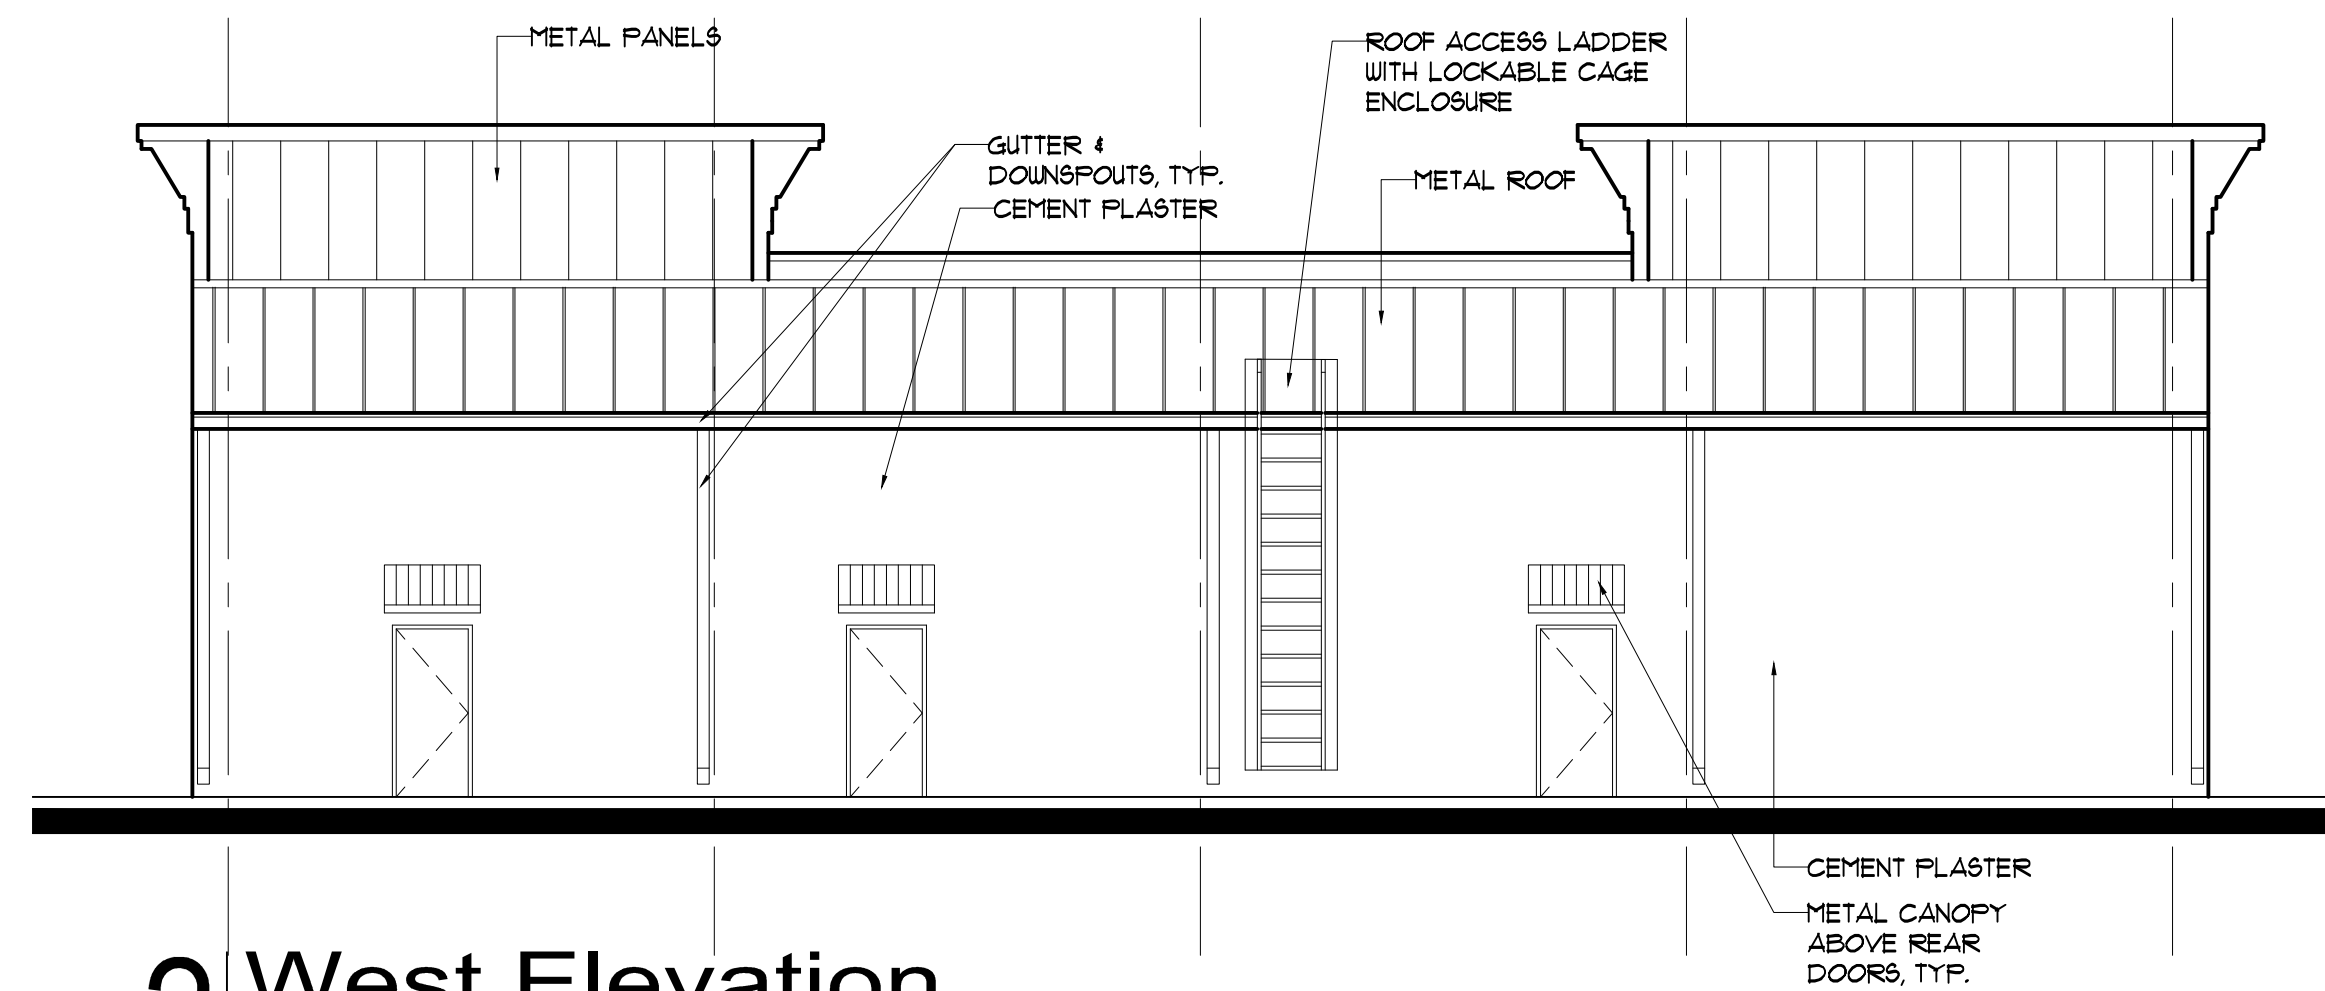 METAL PANELS
ROOF ACCESS LADDER
WITH LOCKABLE CAGE
ENCLOSURE
GUTTER &
DOWNSPOUTS, TYP.
METAL ROOF
CEMENT PLASTER
CEMENT PLASTER
METAL CANOPY
ABOVE REAR
DOORS, TYP.
West Elevation